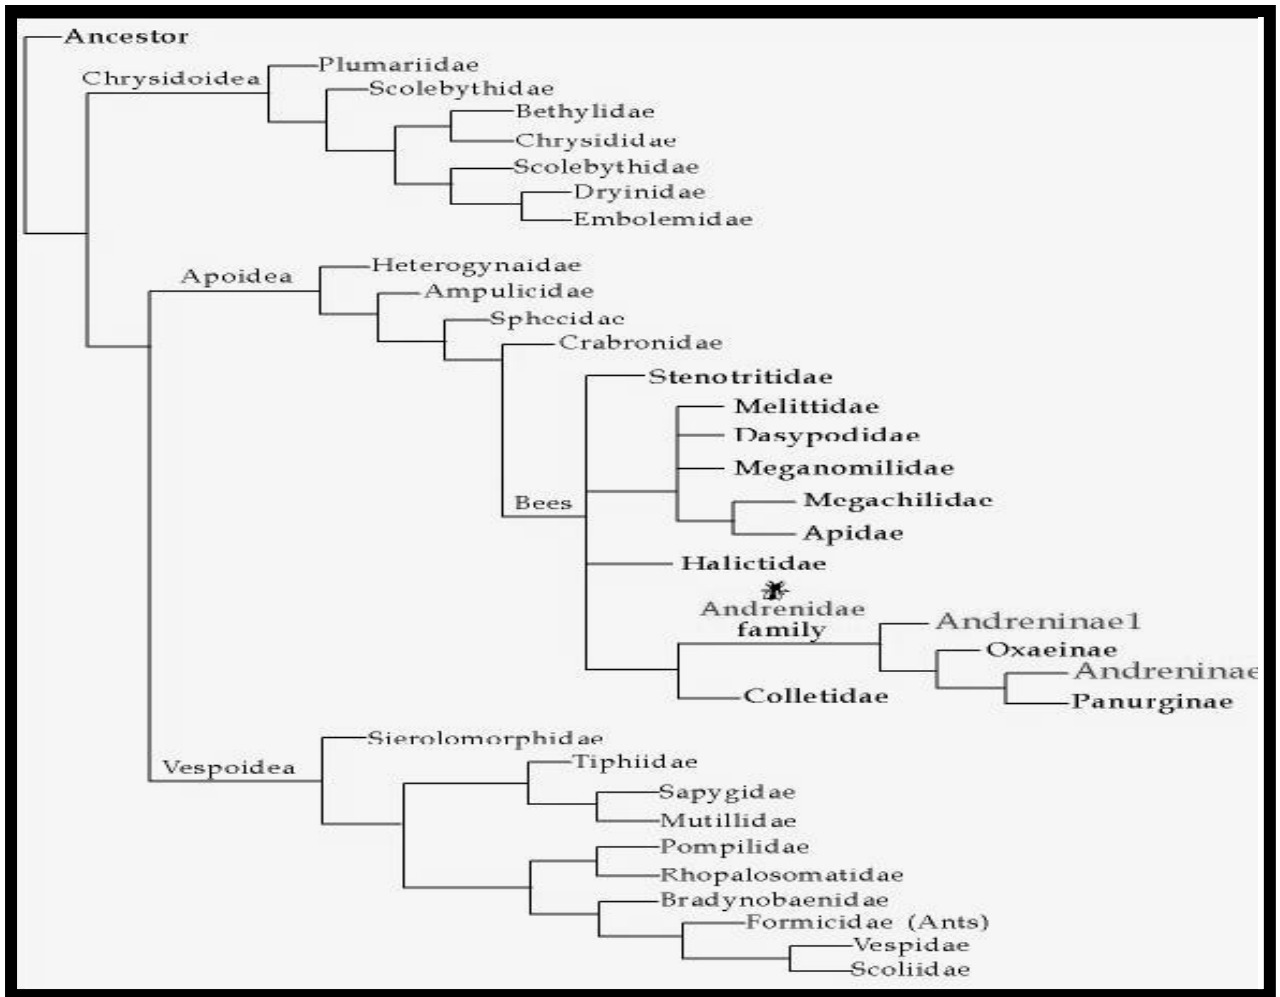 Ancestor
Plumariidae
Chrysidoidea
Scolebythidae
Bethylidae
Chrysididae
Scolebythidae
Dryinidae
Embolemidae
Heterogynaidae
Apoidea
Ampulicidae
Sphecidae
Crabronidae
Stenotritidae
Melittidae
Dasypodidae
Meganomilidae
Megachilidae
Bees
Apidae
Halictidae
Andrenidae
family
Andreninae1
Oxaeinae
Andreninae
Colletidae
Panurginae
Sierolomorphidae
Vespoidea
Tiphiidae
Sapygidae
Mutillidae
Pompilidae
Rhopalosomatidae
Bradynobaenidae
Formicidae (Ants)
Vespidae
Scoliidae